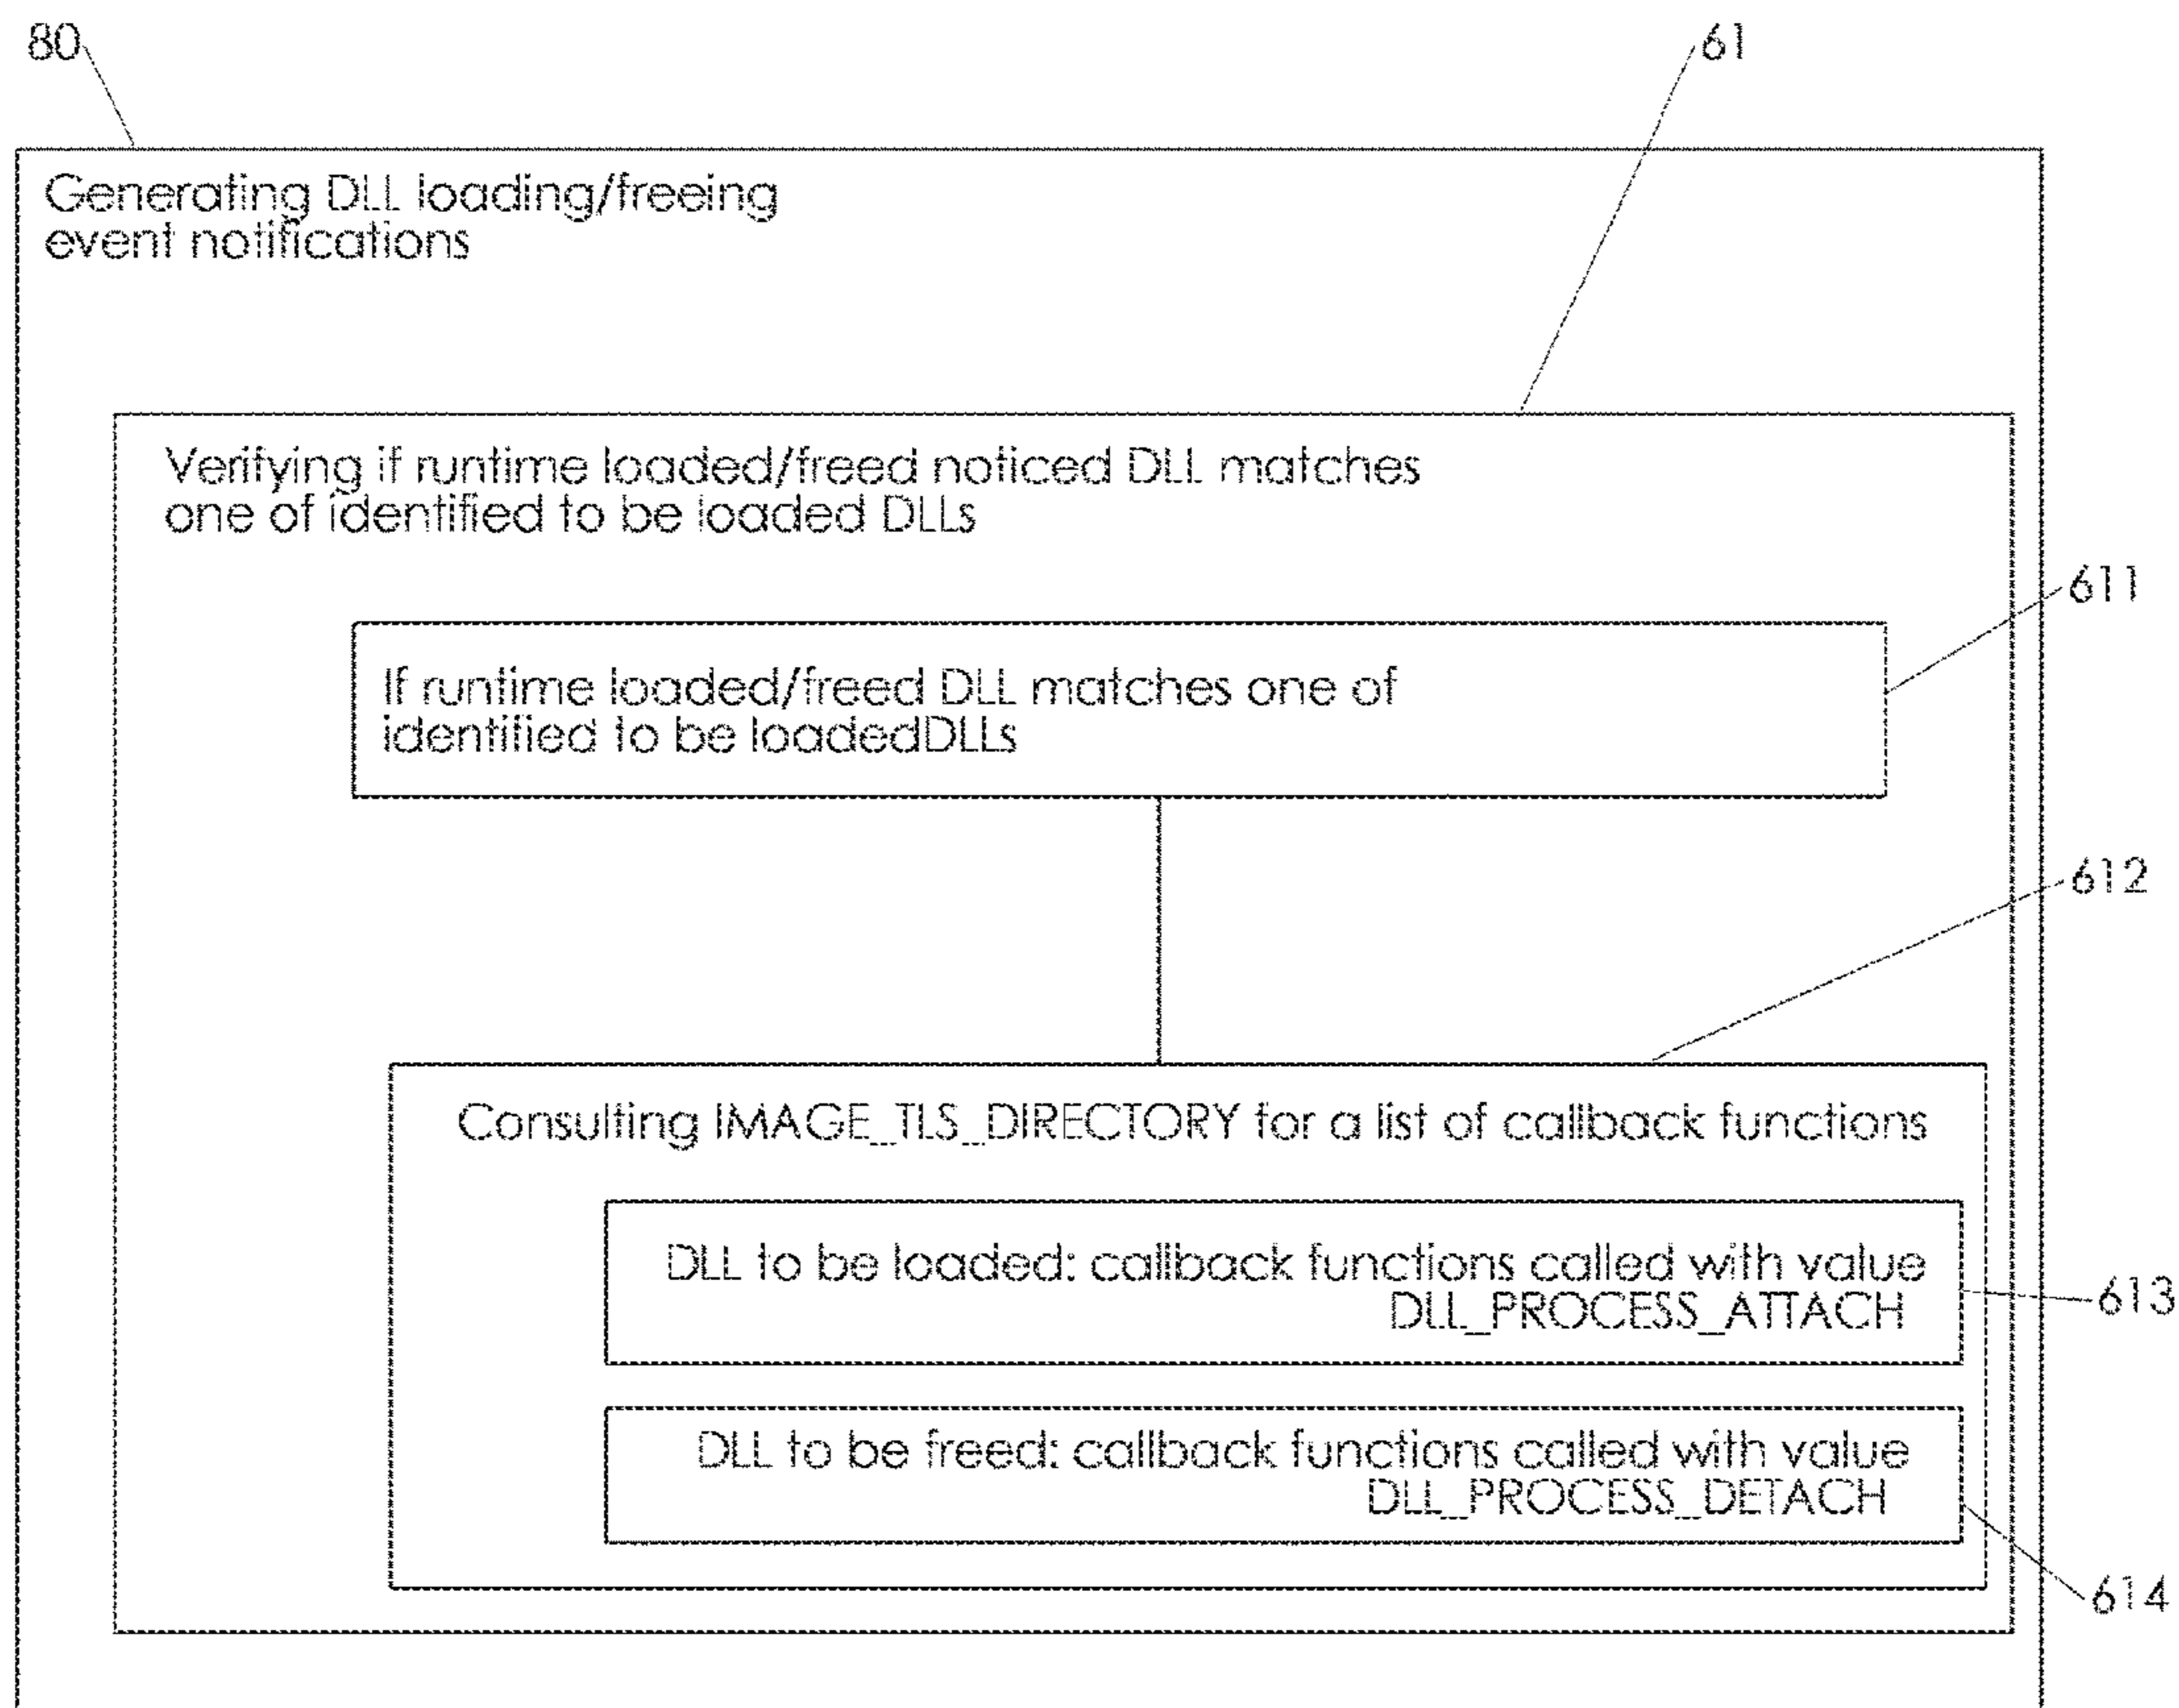 80
61
Generating DLL loading/freeing
event notifications
Verifying if runtime loaded/freed noticed DLL matches
one of identified to be loaded DLLs
611
If runtime loaded/freed DLL matches one of
identified to be loadedDLLs
612
Consulting IMAGE_TLS_DIRECTORY for a list of callback functions
DLL to be loaded: callback functions called with value
DLL_PROCESS_ATTACH
613
DLL to be freed: callback functions called with value
DLL_PROCESS_DETACH
614